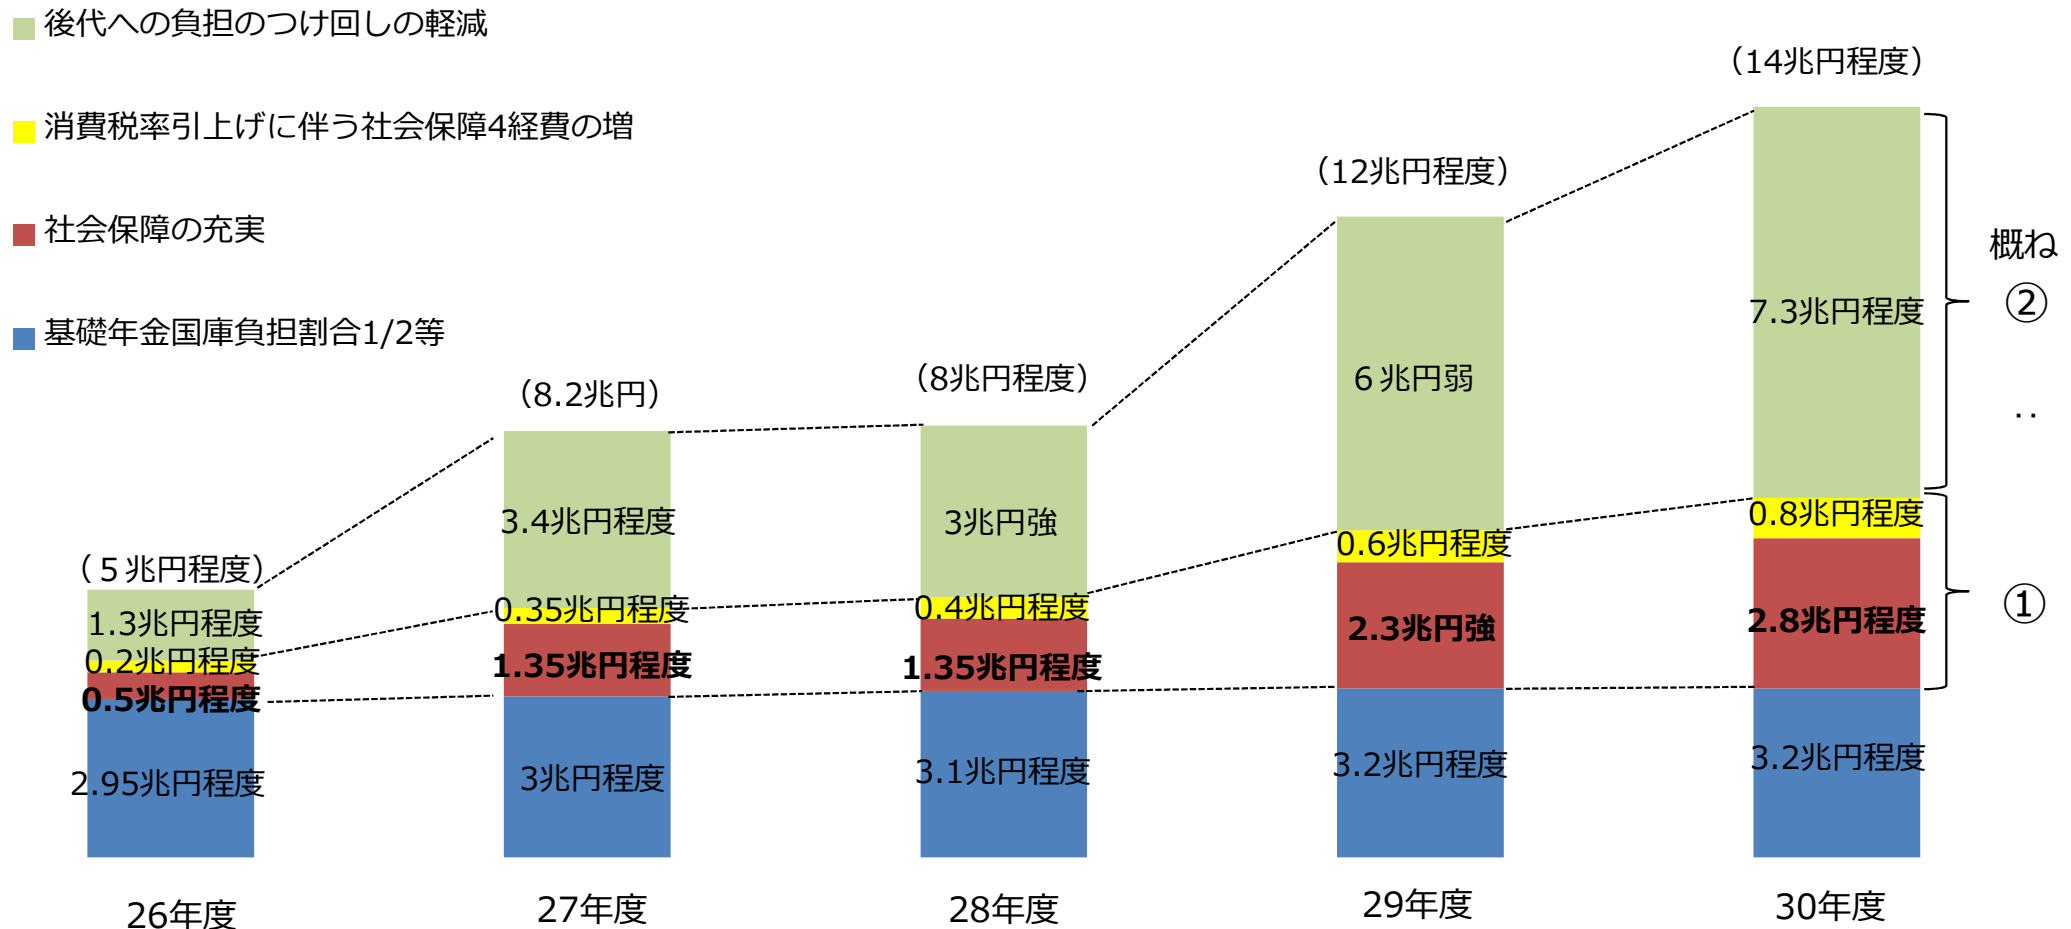 後代への負担のつけ回しの軽減
消費税率引上げに伴う社会保障4経費の増
社会保障の充実
基礎年金国庫負担割合1/2等
（５兆円程度）
1.3兆円程度
0.2兆円程度
0.5兆円程度
2.95兆円程度
26年度
（8.2兆円）
3.4兆円程度
0.35兆円程度
1.35兆円程度
3兆円程度
27年度
（8兆円程度）
3兆円強
0.4兆円程度
1.35兆円程度
3.1兆円程度
28年度
（12兆円程度）
６兆円弱
0.6兆円程度
2.3兆円強
3.2兆円程度
29年度
（14兆円程度）
7.3兆円程度
0.8兆円程度
2.8兆円程度
3.2兆円程度
30年度
概ね
②
‥
①